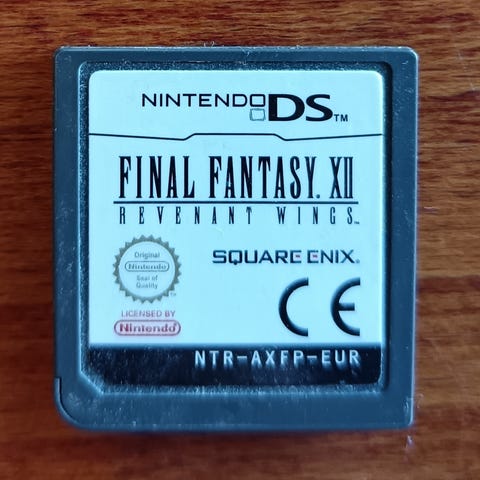 NINTENDODS™
FINAL FANTASY® XII
REVENANT WINGS™
Original
Nintendo
Seal of
Quality
™
SQUARE ENIX®
CE
LICENSED BY
Nintendo®
NTR-AXFP-EUR